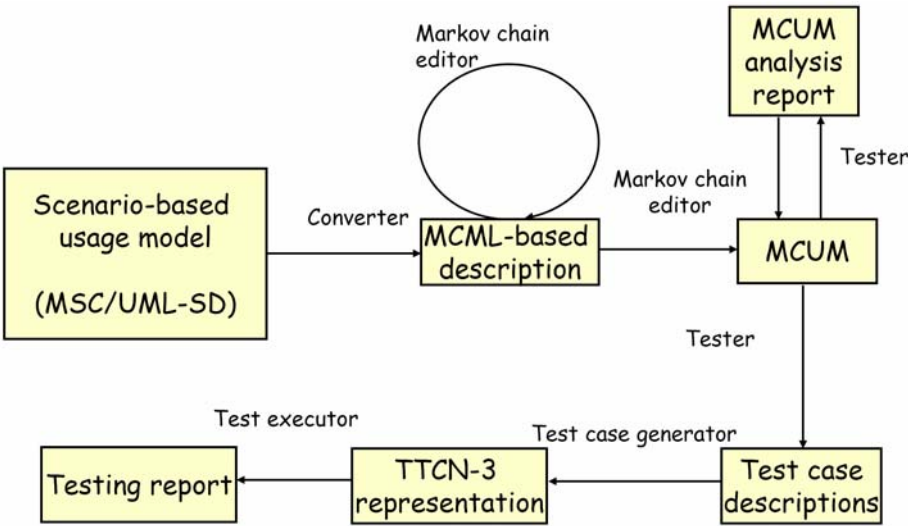 Markov chain
editor
MCUM
analysis
report
Tester
Scenario-based
usage model
(MSC/UML-SD)
Converter
MCML-based
description
Markov chain
editor
MCUM
Tester
Test executor
Test case generator
Testing report
TTCN-3
representation
Test case
descriptions